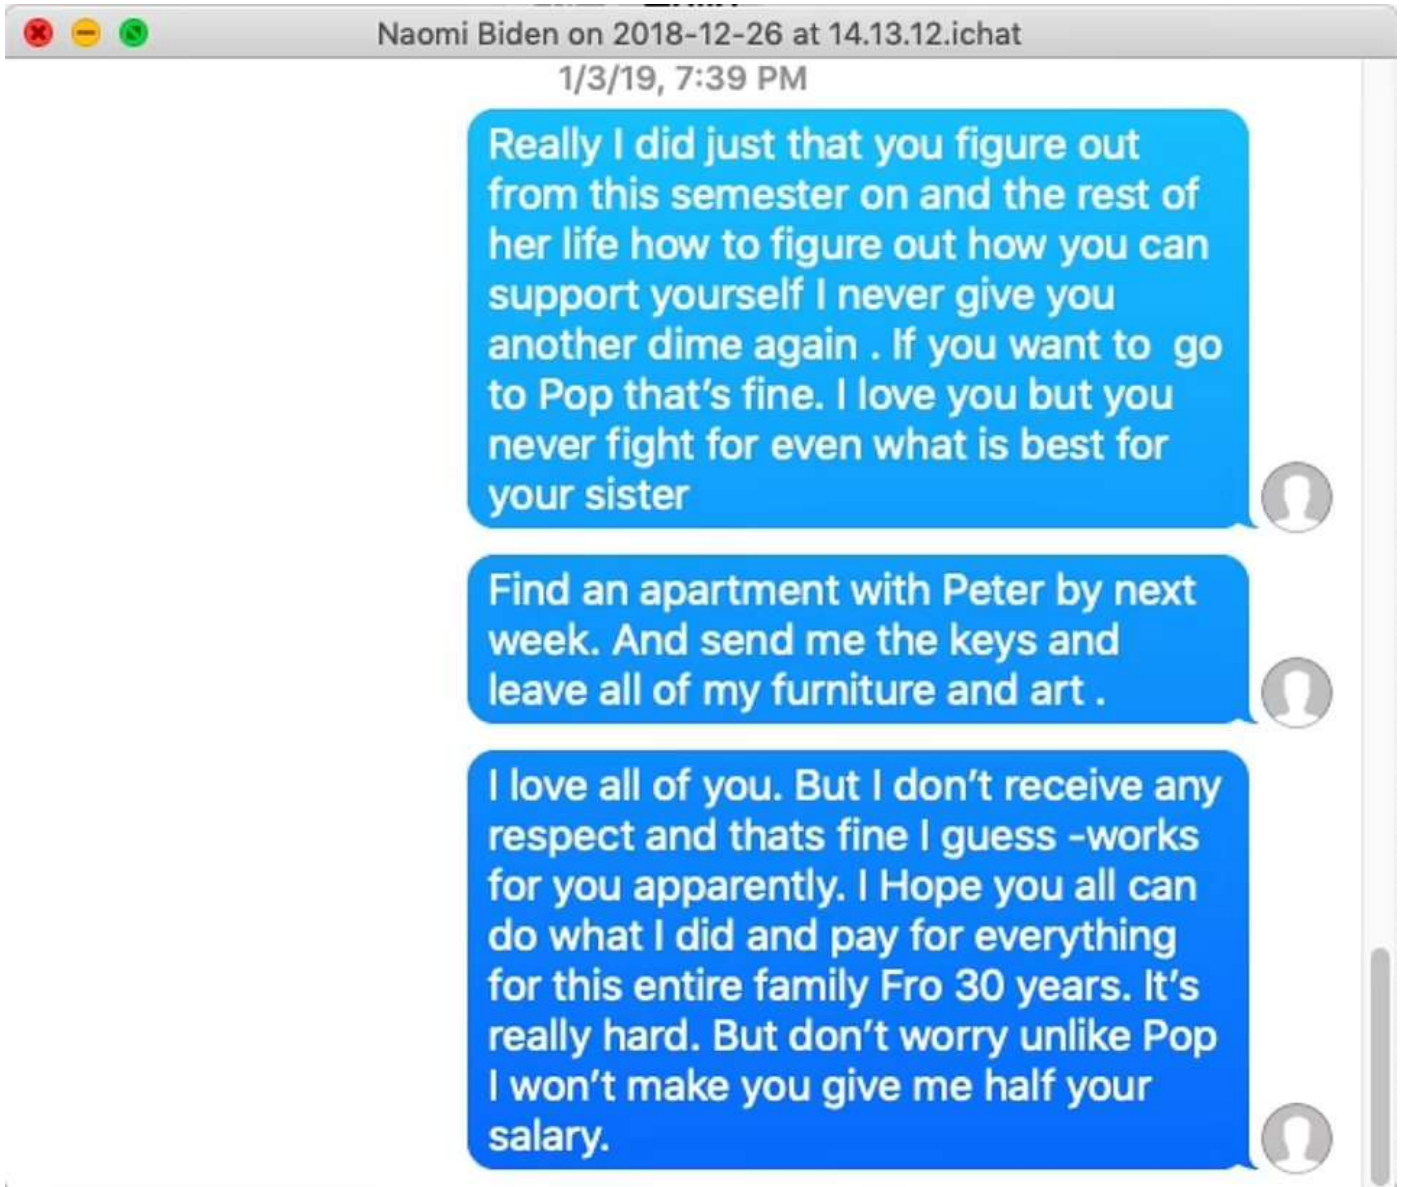 Naomi Biden on 2018-12-26 at 14.13.12.ichat
1/3/19, 7:39 PM
Really I did just that you figure out
from this semester on and the rest of
her life how to figure out how you can
support yourself I never give you
another dime again . If you want to  go
to Pop that’s fine. I love you but you
never fight for even what is best for
your sister
Find an apartment with Peter by next
week. And send me the keys and
leave all of my furniture and art .
I love all of you. But I don’t receive any
respect and thats fine I guess -works
for you apparently. I Hope you all can
do what I did and pay for everything
for this entire family Fro 30 years. It’s
really hard. But don’t worry unlike Pop
I won’t make you give me half your
salary.